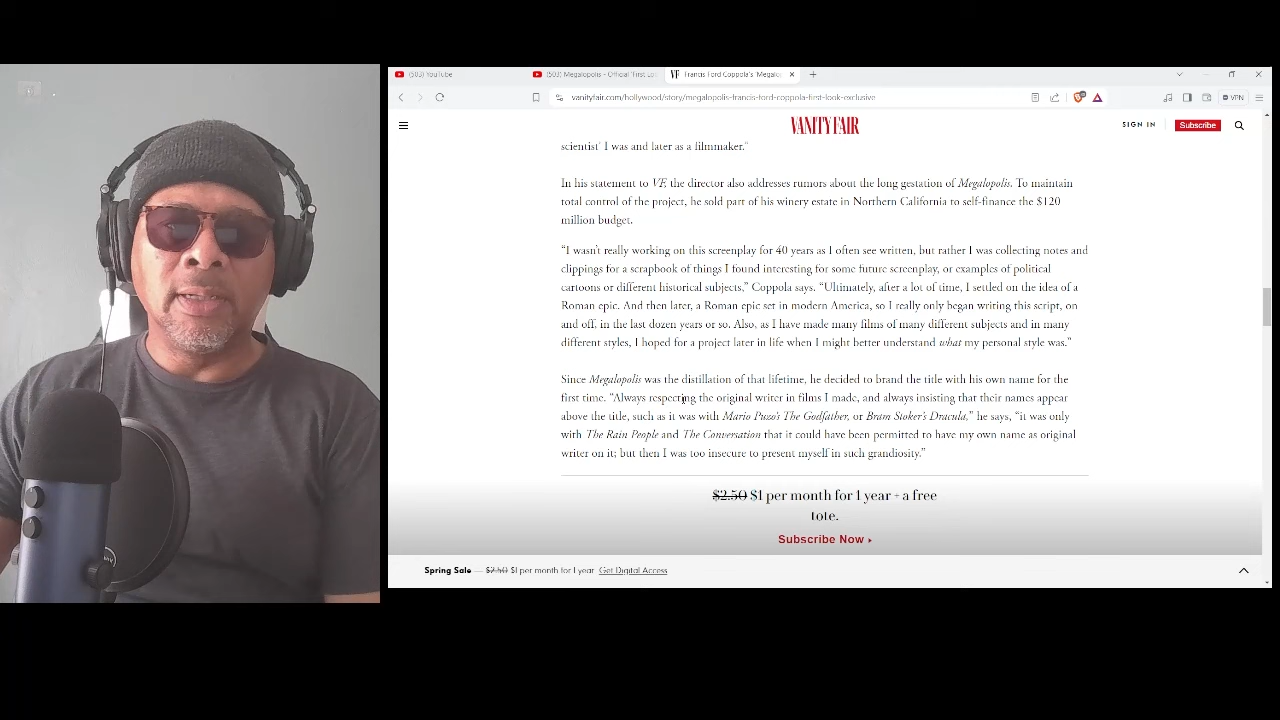 (503) YouTube
(503) Megalopolis - Official 'First Lo
Francis Ford Coppola's 'Megalo
vanityfair.com/hollywood/story/megalopolis-francis-ford-coppola-first-look-exclusive
VPN
VANITY FAIR
SIGN IN
Subscribe
scientist' I was and later as a filmmaker."
In his statement to VF, the director also addresses rumors about the long gestation of Megalopolis. To maintain
total control of the project, he sold part of his winery estate in Northern California to self-finance the $120
million budget.
“I wasn’t really working on this screenplay for 40 years as I often see written, but rather I was collecting notes and
clippings for a scrapbook of things I found interesting for some future screenplay, or examples of political
cartoons or different historical subjects,” Coppola says. “Ultimately, after a lot of time, I settled on the idea of a
Roman epic. And then later, a Roman epic set in modern America, so I really only began writing this script, on
and off, in the last dozen years or so. Also, as I have made many films of many different subjects and in many
different styles, I hoped for a project later in life when I might better understand what my personal style was.”
Since Megalopolis was the distillation of that lifetime, he decided to brand the title with his own name for the
first time. “Always respecting the original writer in films I made, and always insisting that their names appear
above the title, such as it was with Mario Puzo's The Godfather, or Bram Stoker's Dracula,” he says, “it was only
with The Rain People and The Conversation that it could have been permitted to have my own name as original
writer on it; but then I was too insecure to present myself in such grandiosity.”
$2.50 $1 per month for 1 year + a free
tote.
Subscribe Now
Spring Sale — $2.50 $1 per month for 1 year Get Digital Access